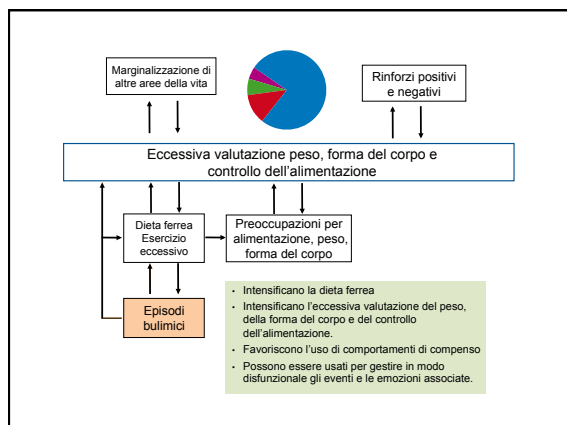 Marginalizzazione di
altre aree della vita
Rinforzi positivi
e negativi
Eccessiva valutazione peso, forma del corpo e
controllo dell'alimentazione
Dieta ferrea
Esercizio
eccessivo
Preoccupazioni per
alimentazione, peso,
forma del corpo
Episodi
bulimici
• Intensificano la dieta ferrea
• Intensificano l'eccessiva valutazione del peso,
della forma del corpo e del controllo
dell'alimentazione.
• Favoriscono l'uso di comportamenti di compenso
• Possono essere usati per gestire in modo
disfunzionale gli eventi e le emozioni associate.